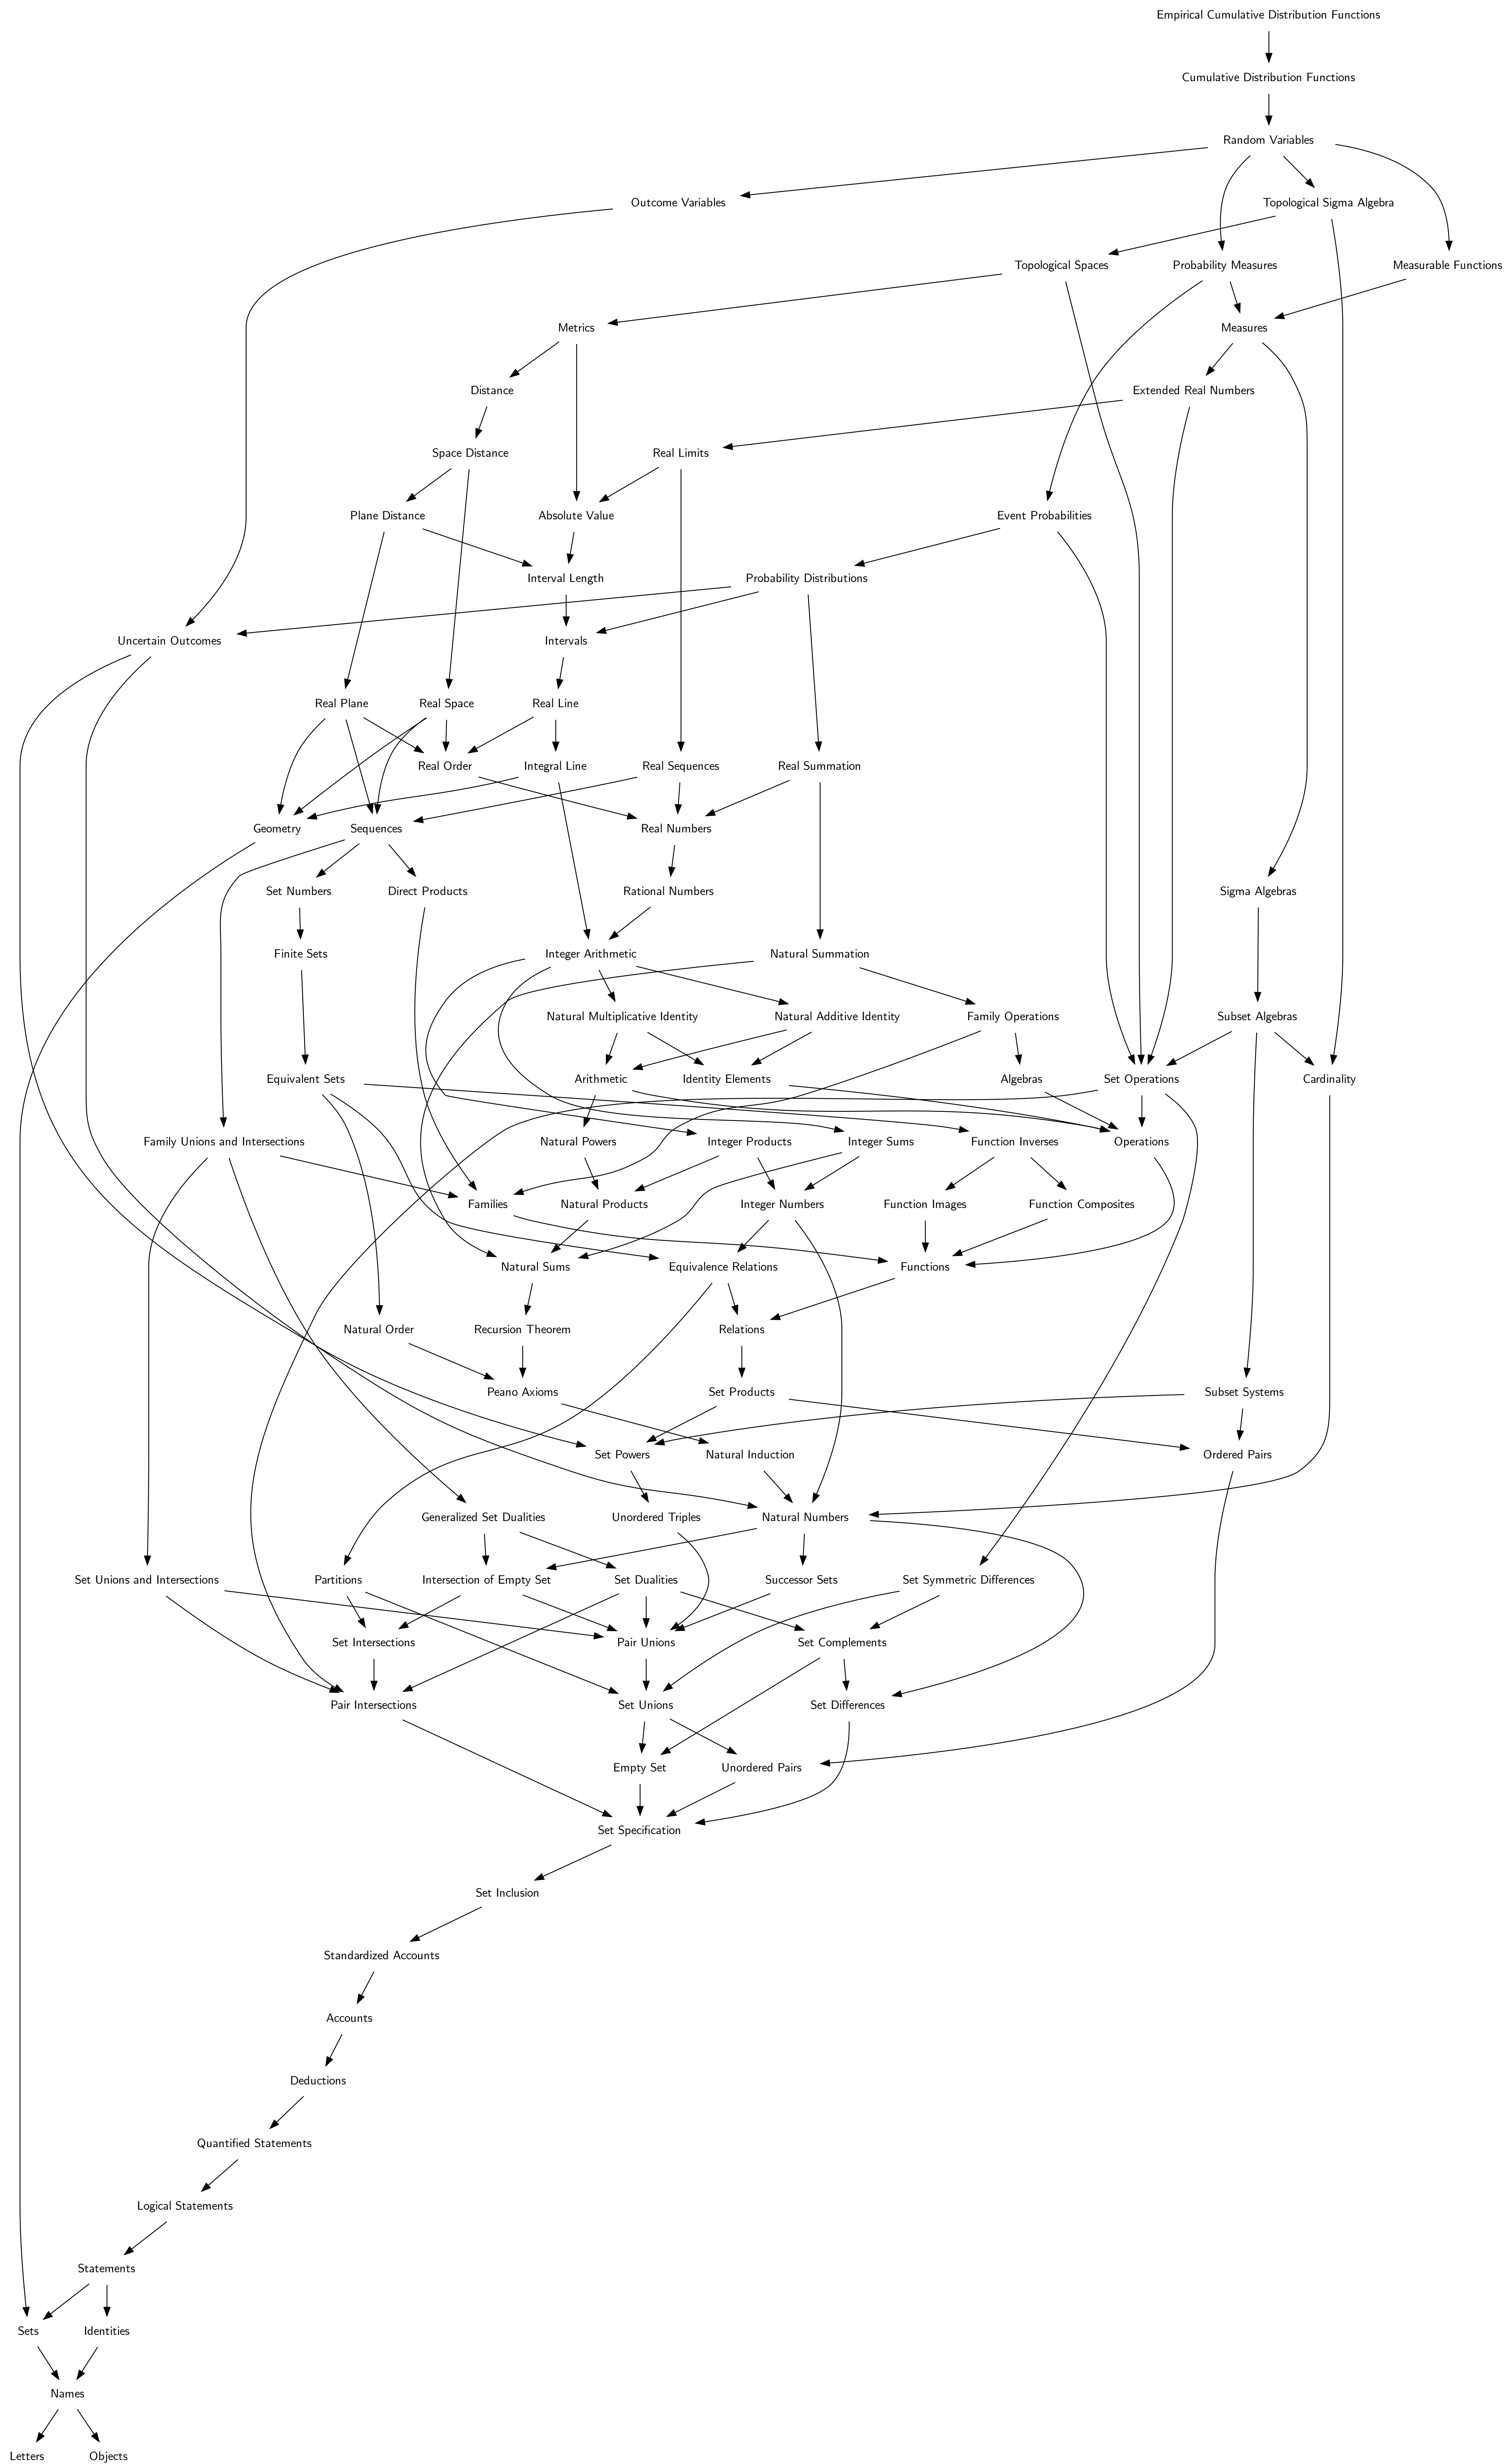 Empirical Cumulative Distribution Functions
Cumulative Distribution Functions
Random Variables
Outcome Variables
Topological Sigma Algebra
Topological Spaces
Probability Measures
Measurable Functions
Metrics
Measures
Distance
Extended Real Numbers
Space Distance
Real Limits
Plane Distance
Absolute Value
Event Probabilities
Interval Length
Probability Distributions
Uncertain Outcomes
Intervals
Real Plane
Real Space
Real Line
Real Order
Integral Line
Real Sequences
Real Summation
Geometry
Sequences
Real Numbers
Set Numbers
Direct Products
Rational Numbers
Sigma Algebras
Finite Sets
Integer Arithmetic
Natural Summation
Natural Multiplicative Identity
Natural Additive Identity
Family Operations
Subset Algebras
Equivalent Sets
Arithmetic
Identity Elements
Algebras
Set Operations
Cardinality
Family Unions and Intersections
Natural Powers
Integer Products
Integer Sums
Function Inverses
Operations
Families
Natural Products
Integer Numbers
Function Images
Function Composites
Natural Sums
Equivalence Relations
Functions
Natural Order
Recursion Theorem
Relations
Peano Axioms
Set Products
Subset Systems
Set Powers
Natural Induction
Ordered Pairs
Generalized Set Dualities
Unordered Triples
Natural Numbers
Set Unions and Intersections
Partitions
Intersection of Empty Set
Set Dualities
Successor Sets
Set Symmetric Differences
Set Intersections
Pair Unions
Set Complements
Pair Intersections
Set Unions
Set Differences
Empty Set
Unordered Pairs
Set Specification
Set Inclusion
Standardized Accounts
Accounts
Deductions
Quantified Statements
Logical Statements
Statements
Sets
Identities
Names
Letters
Objects